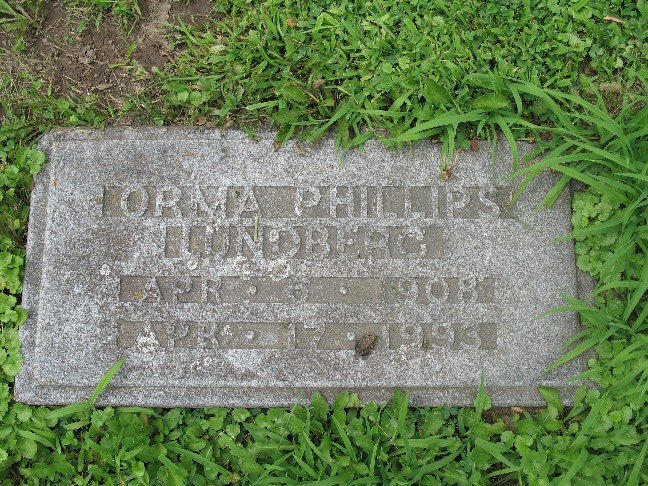 ORMA PHILLIPS
LUNDBERG
APR · 5 · 1908
APR · 17 · 1993